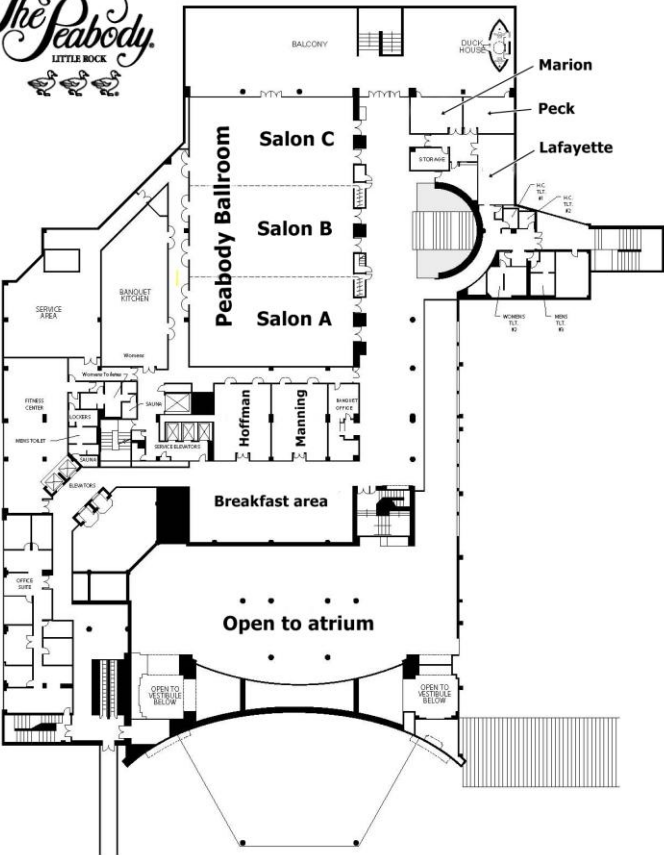 The
Peabody
LITTLE ROCK
BALCONY
DUCK
HOUSE
Marion
Peck
Lafayette
Salon C
STORAGE
H.C.
TLT.
#1
H.C.
TLT.
#2
Peabody Ballroom
Salon B
BANQUET
KITCHEN
SERVICE
AREA
Salon A
WOMENS
TLT.
#2
MENS
TLT.
#3
Womens
Womens Toilet
FITNESS
CENTER
SAUNA
LOCKERS
Hoffman
Manning
BANQUET
OFFICE
MENS TOILET
SERVICE ELEVATORS
SAUNA
ELEVATORS
Breakfast area
OFFICE
SUITE
Open to atrium
OPEN TO
VESTIBULE
BELOW
OPEN TO
VESTIBULE
BELOW